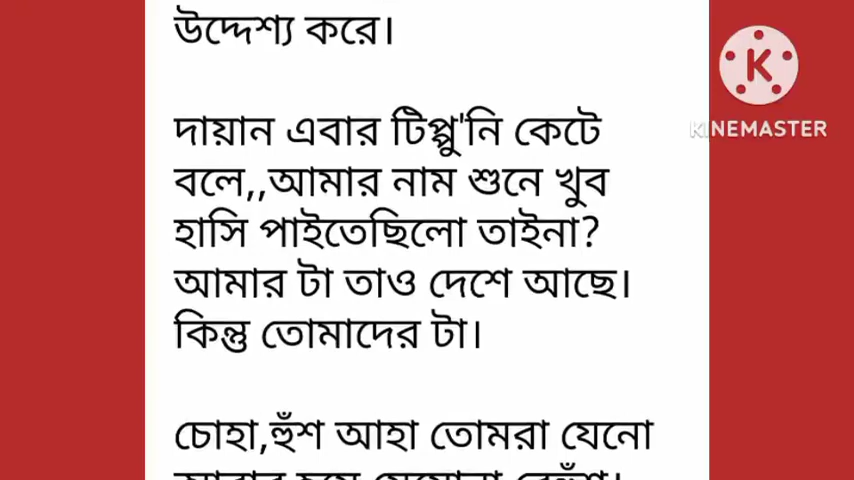 উদ্দেশ্য করে।
দায়ান এবার টিপ্পু'নি কেটে
বলে,,আমার নাম শুনে খুব
হাসি পাইতেছিলো তাইনা?
আমার টা তাও দেশে আছে।
কিন্তু তোমাদের টা।
চোহা,হুঁশ আহা তোমরা যেনো
K
KINEMASTER